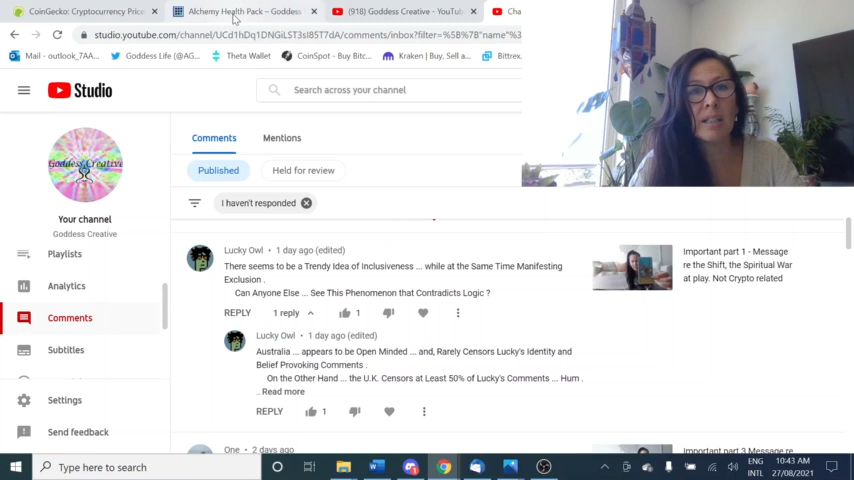 CoinGecko: Cryptocurrency Price
Alchemy Health Pack – Goddess
(918) Goddess Creative - YouTub
Cha
studio.youtube.com/channel/UCd1hDq1DNGiLST3sI85T7dA/comments/inbox?filter=%5B%7B"name"%3
Mail - outlook_7AA...
Goddess Life (@AG...
Theta Wallet
CoinSpot - Buy Bitc...
Kraken | Buy, Sell a...
Bittrex
Studio
Search across your channel
Goddess Creative
Your channel
Goddess Creative
Playlists
Analytics
Comments
Subtitles
Settings
Send feedback
Comments
Mentions
Published
Held for review
I haven't responded
Lucky Owl • 1 day ago (edited)
There seems to be a Trendy Idea of Inclusiveness ... while at the Same Time Manifesting
Exclusion .
Can Anyone Else ... See This Phenomenon that Contradicts Logic ?
REPLY
1 reply
1
Important part 1 - Message
re the Shift, the Spiritual War
at play. Not Crypto related
Lucky Owl • 1 day ago (edited)
Australia ... appears to be Open Minded ... and, Rarely Censors Lucky's Identity and
Belief Provoking Comments .
On the Other Hand ... the U.K. Censors at Least 50% of Lucky's Comments ... Hum .
..Read more
REPLY
1
One • 2 days ago
Important part 3 Message
Type here to search
ENG
INTL
10:43 AM
27/08/2021